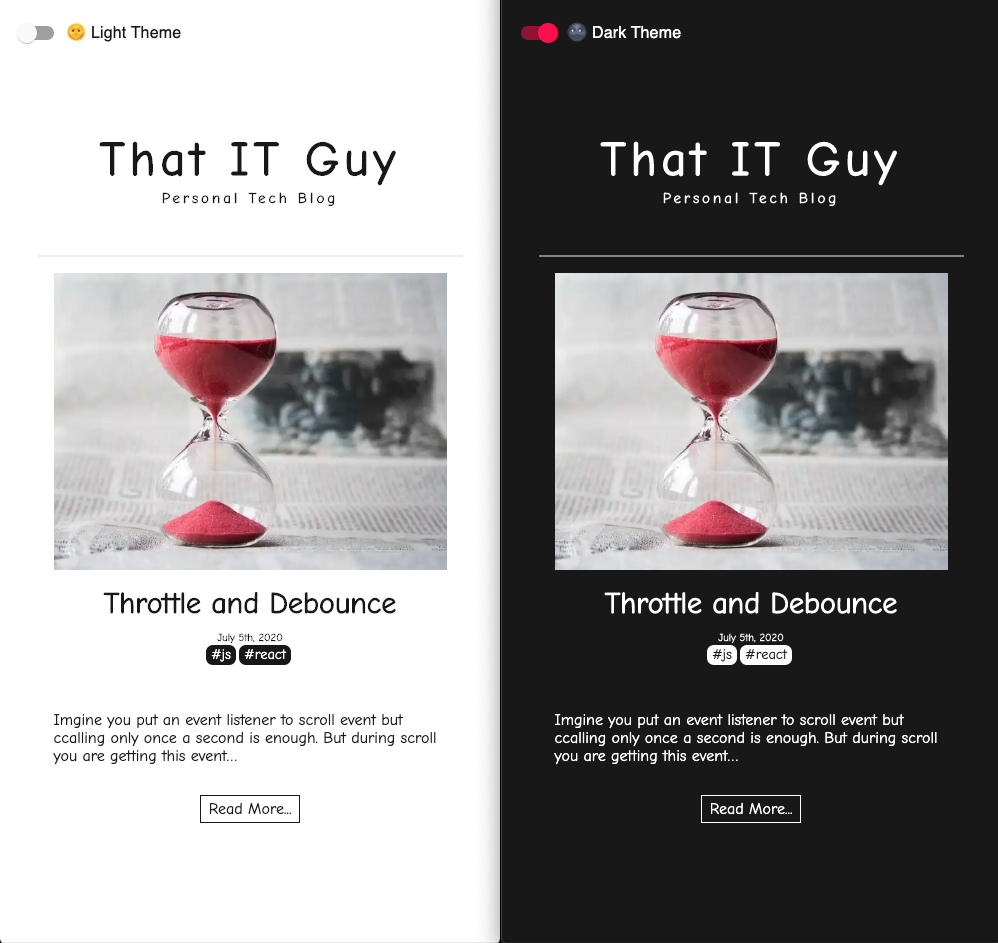 Light Theme
That IT Guy
Personal Tech Blog
Throttle and Debounce
July 5th, 2020
#js #react
Imgine you put an event listener to scroll event but
ccalling only once a second is enough. But during scroll
you are getting this event...
Read More...
Dark Theme
That IT Guy
Personal Tech Blog
Throttle and Debounce
July 5th, 2020
#js #react
Imgine you put an event listener to scroll event but
ccalling only once a second is enough. But during scroll
you are getting this event...
Read More...